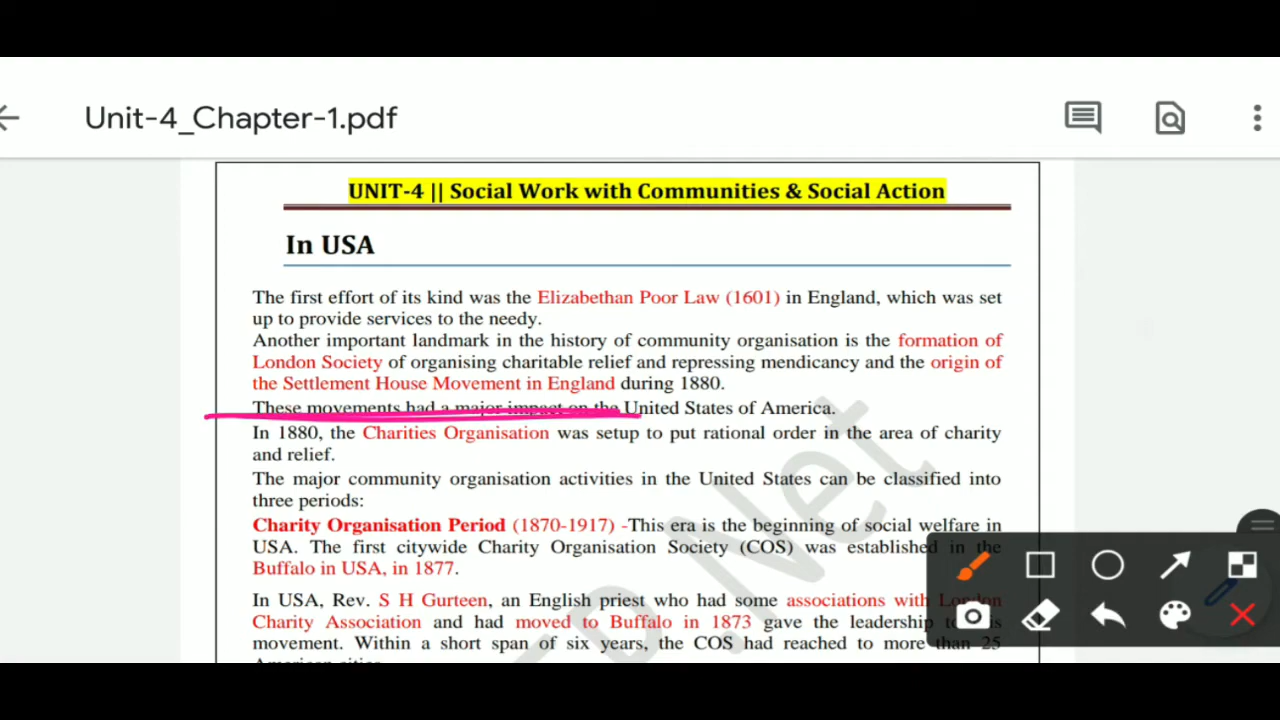 Unit-4_Chapter-1.pdf
UNIT-4 || Social Work with Communities & Social Action
In USA
The first effort of its kind was the Elizabethan Poor Law (1601) in England, which was set
up to provide services to the needy.
Another important landmark in the history of community organisation is the formation of
London Society of organising charitable relief and repressing mendicancy and the origin of
the Settlement House Movement in England during 1880.
These movements had a major impact on the United States of America.
In 1880, the Charities Organisation was setup to put rational order in the area of charity
and relief.
The major community organisation activities in the United States can be classified into
three periods:
Charity Organisation Period (1870-1917) -This era is the beginning of social welfare in
USA. The first citywide Charity Organisation Society (COS) was established in the
Buffalo in USA, in 1877.
In USA, Rev. S H Gurteen, an English priest who had some associations with London
Charity Association and had moved to Buffalo in 1873 gave the leadership
movement. Within a short span of six years, the COS had reached to more than 25
American cities